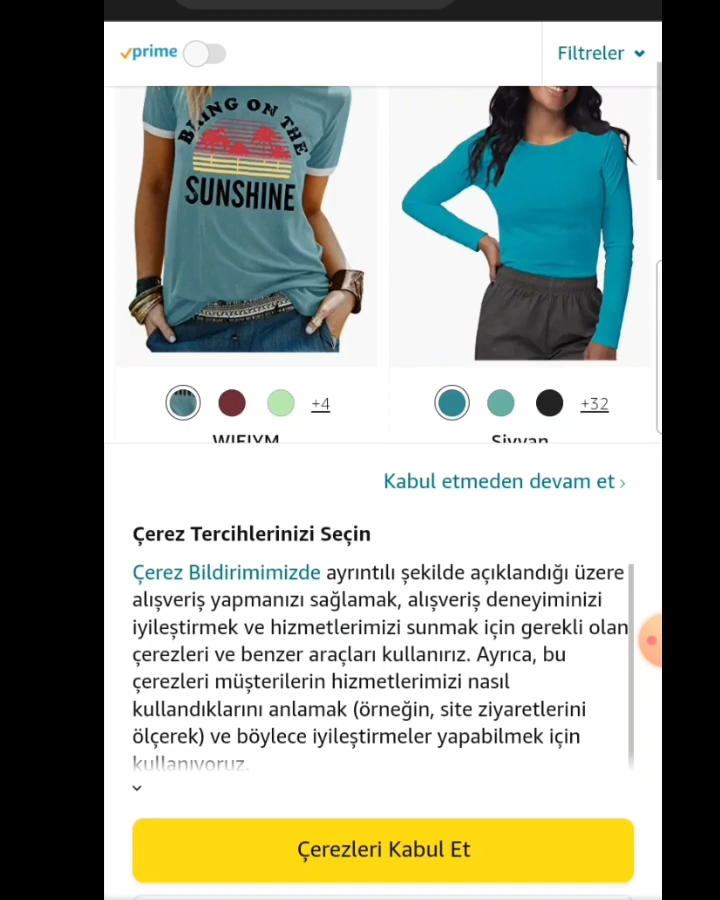 prime
Filtreler
BRING ON THE
SUNSHINE
+4
+32
WIFIYM
Siyvan
Kabul etmeden devam et ›
Çerez Tercihlerinizi Seçin
Çerez Bildirimimizde ayrıntılı şekilde açıklandığı üzere
alışveriş yapmanızı sağlamak, alışveriş deneyiminizi
iyileştirmek ve hizmetlerimizi sunmak için gerekli olan
çerezleri ve benzer araçları kullanırız. Ayrıca, bu
çerezleri müşterilerin hizmetlerimizi nasıl
kullandıklarını anlamak (örneğin, site ziyaretlerini
ölçerek) ve böylece iyileştirmeler yapabilmek için
kullanıyoruz.
Çerezleri Kabul Et